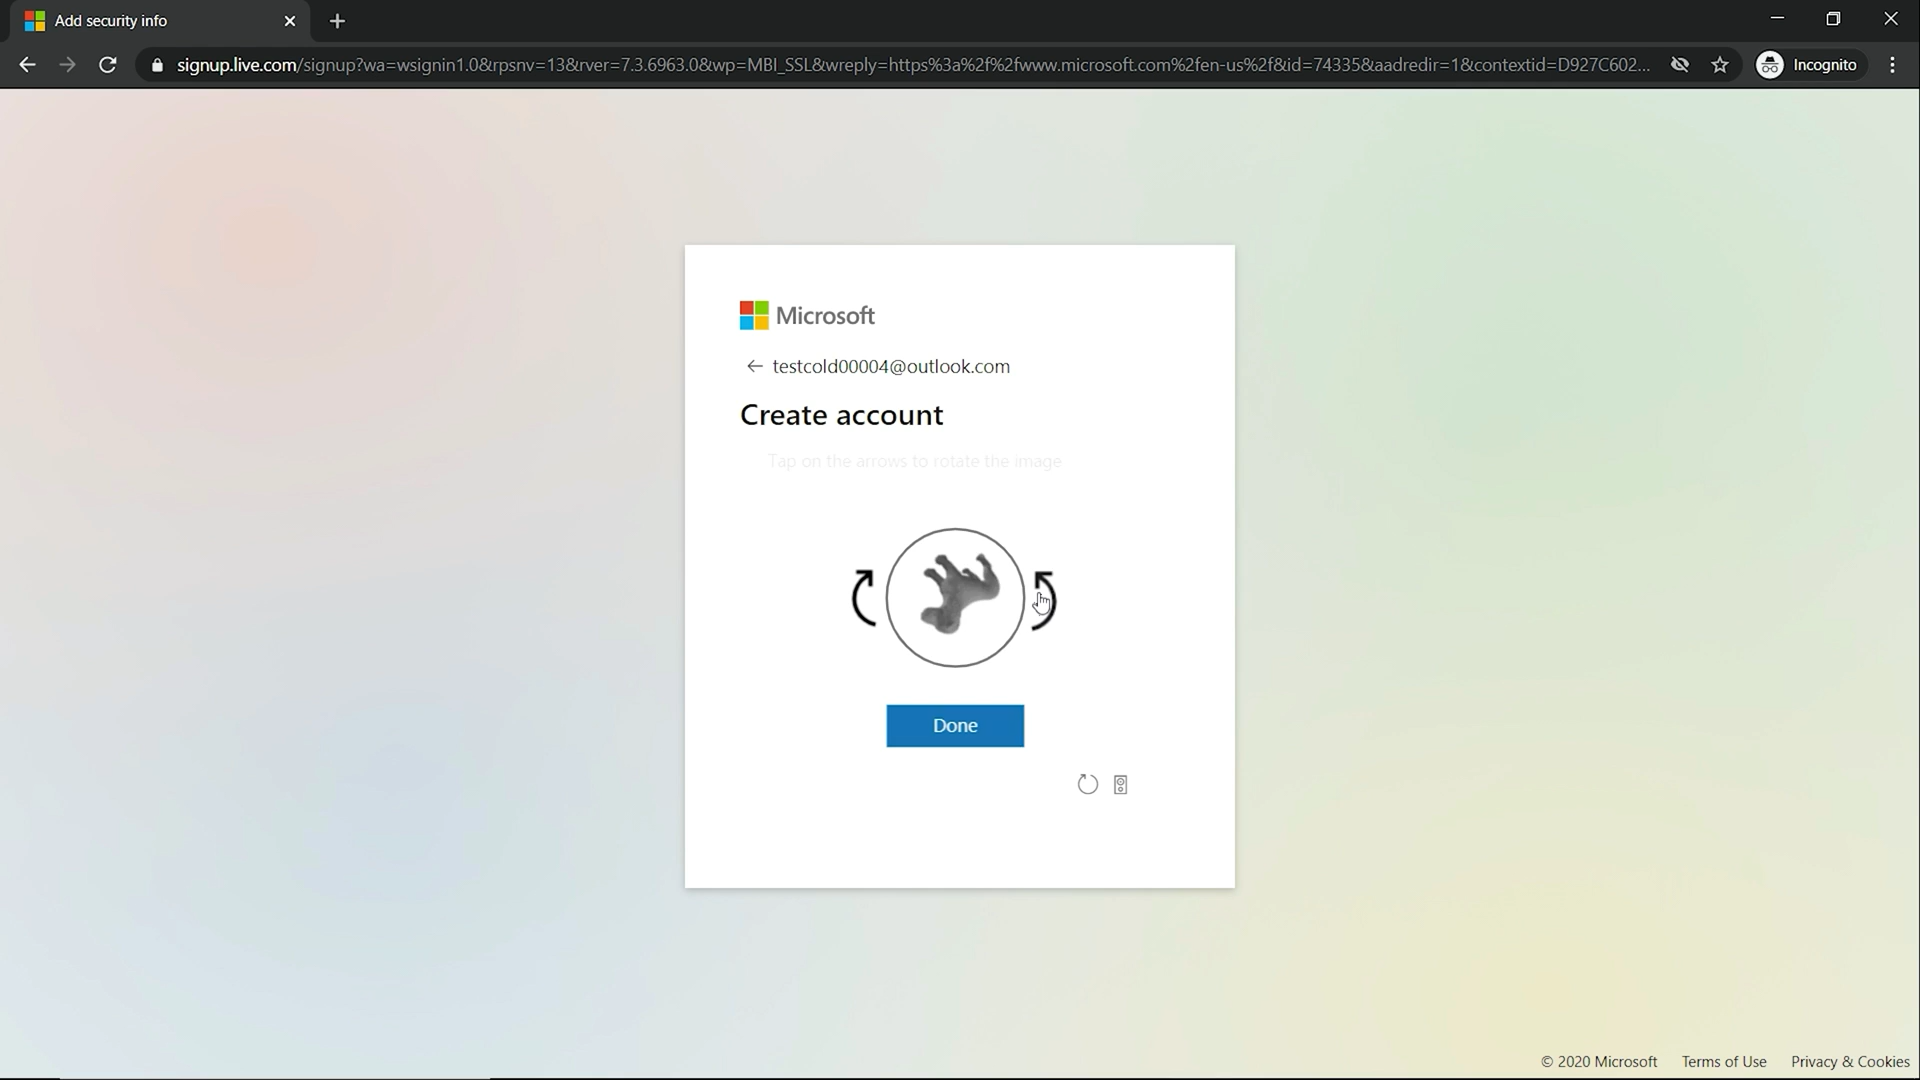 Add security info
signup.live.com/signup?wa=wsignin1.0&rpsnv=13&rver=7.3.6963.0&wp=MBI_SSL&wreply=https%3a%2f%2fwww.microsoft.com%2fen-us%2f&id=74335&aadredir=1&contextid=D927C602...
Incognito
Microsoft
testcold00004@outlook.com
Create account
Tap on the arrows to rotate the image
Done
© 2020 Microsoft Terms of Use Privacy & Cookies